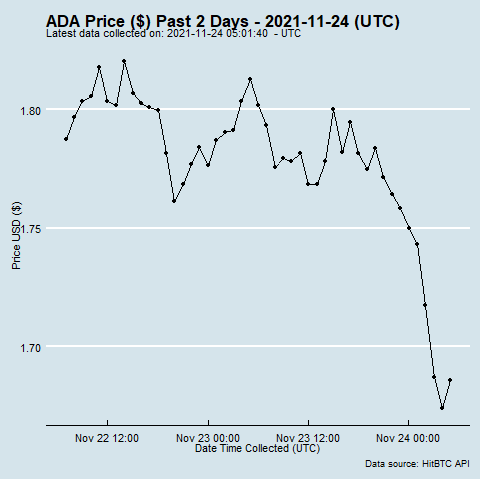 ADA Price ($) Past 2 Days - 2021-11-24 (UTC)
Latest data collected on: 2021-11-24 05:01:40  - UTC
1.80
1.75
1.70
Price USD ($)
Nov 22 12:00 Nov 23 00:00 Nov 23 12:00 Nov 24 00:00
Date Time Collected (UTC)
Data source: HitBTC API